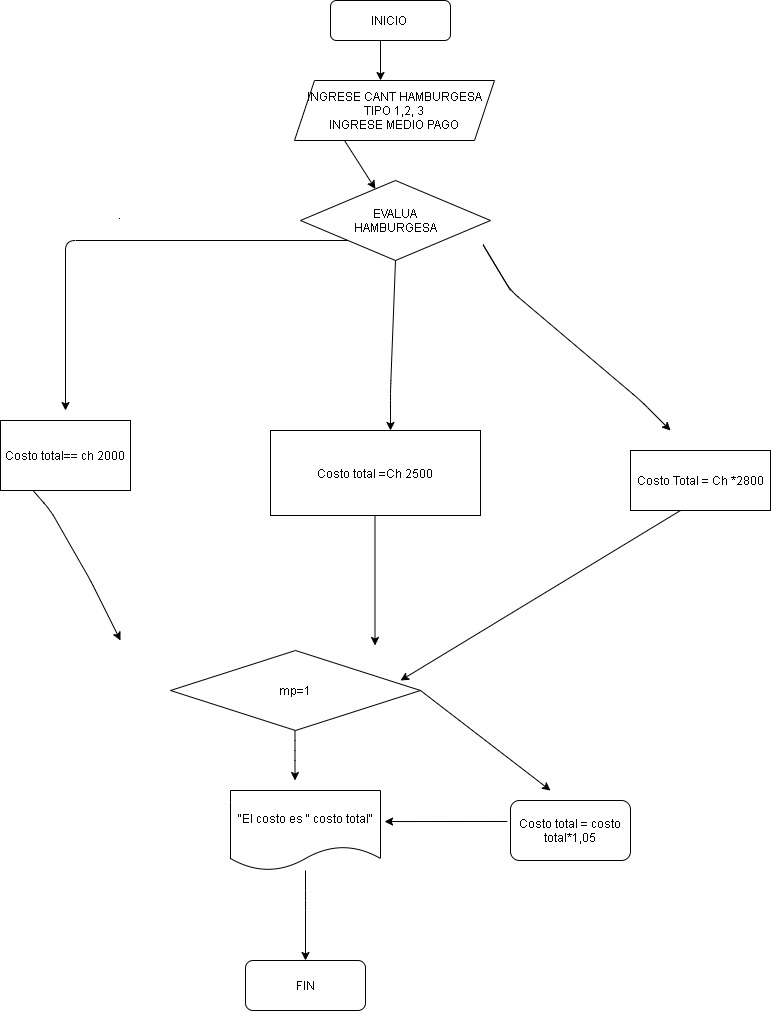 INICIO
INGRESE CANT HAMBURGESA
TIPO 1,2, 3
INGRESE MEDIO PAGO
EVALUA
HAMBURGESA
Costo total== ch 2000
Costo total =Ch 2500
Costo Total = Ch *2800
mp=1
"El costo es " costo total"
Costo total = costo
total*1,05
FIN